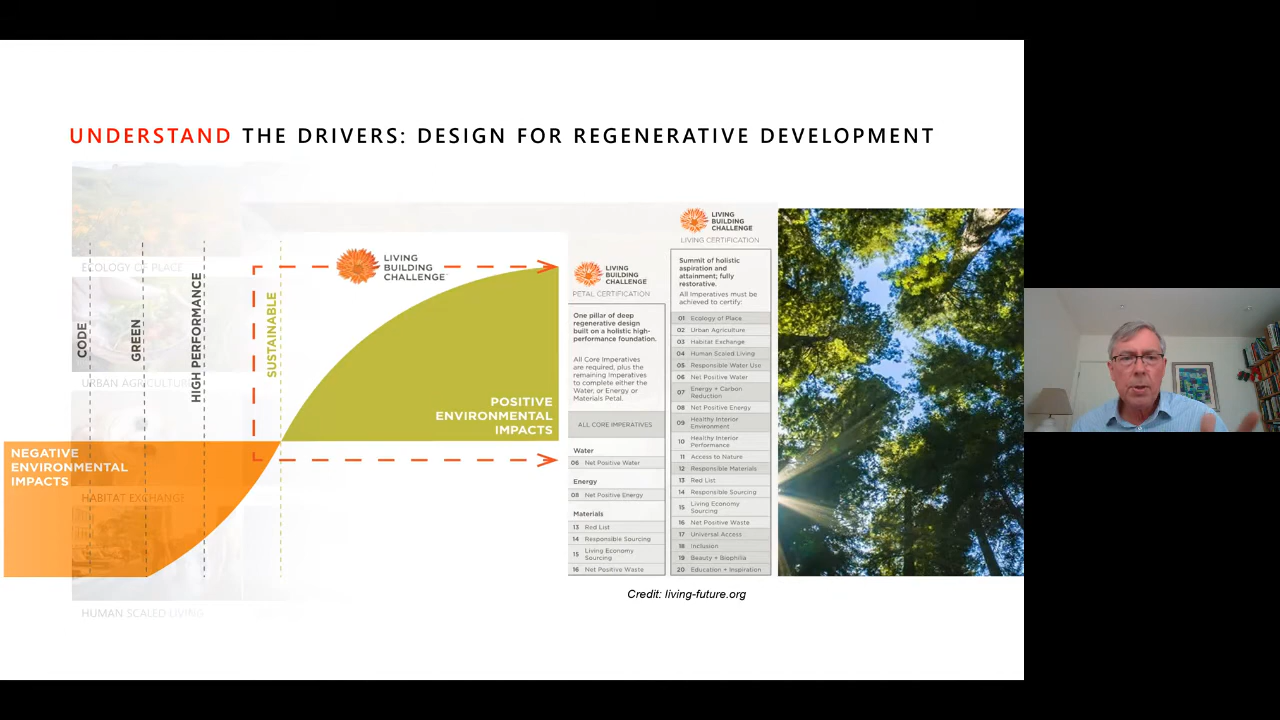 UNDERSTAND THE DRIVERS: DESIGN FOR REGENERATIVE DEVELOPMENT
ECOLOGY OF PLACE
URBAN AGRICULTURE
HABITAT EXCHANGE
HUMAN SCALED LIVING
CODE
GREEN
HIGH PERFORMANCE
SUSTAINABLE
LIVING
BUILDING
CHALLENGE
POSITIVE
ENVIRONMENTAL
IMPACTS
NEGATIVE
ENVIRONMENTAL
IMPACTS
LIVING
BUILDING
CHALLENGE
PETAL CERTIFICATION
One pillar of deep
regenerative design
built on a holistic high-
performance foundation.
All Core Imperatives
are required, plus the
remaining Imperatives
to complete either the
Water, or Energy or
Materials Petal.
ALL CORE IMPERATIVES
Water
06 Net Positive Water
Energy
08 Net Positive Energy
Materials
13 Red List
14 Responsible Sourcing
15 Living Economy
Sourcing
16 Net Positive Waste
LIVING
BUILDING
CHALLENGE
LIVING CERTIFICATION
Summit of holistic
aspiration and
attainment; fully
restorative.
All Imperatives must be
achieved to certify:
01 Ecology of Place
02 Urban Agriculture
03 Habitat Exchange
04 Human Scaled Living
05 Responsible Water Use
06 Net Positive Water
07 Energy + Carbon
Reduction
08 Net Positive Energy
09 Healthy Interior
Environment
10 Healthy Interior
Performance
11 Access to Nature
12 Responsible Materials
13 Red List
14 Responsible Sourcing
15 Living Economy
Sourcing
16 Net Positive Waste
17 Universal Access
18 Inclusion
19 Beauty + Biophilia
20 Education + Inspiration
Credit: living-future.org